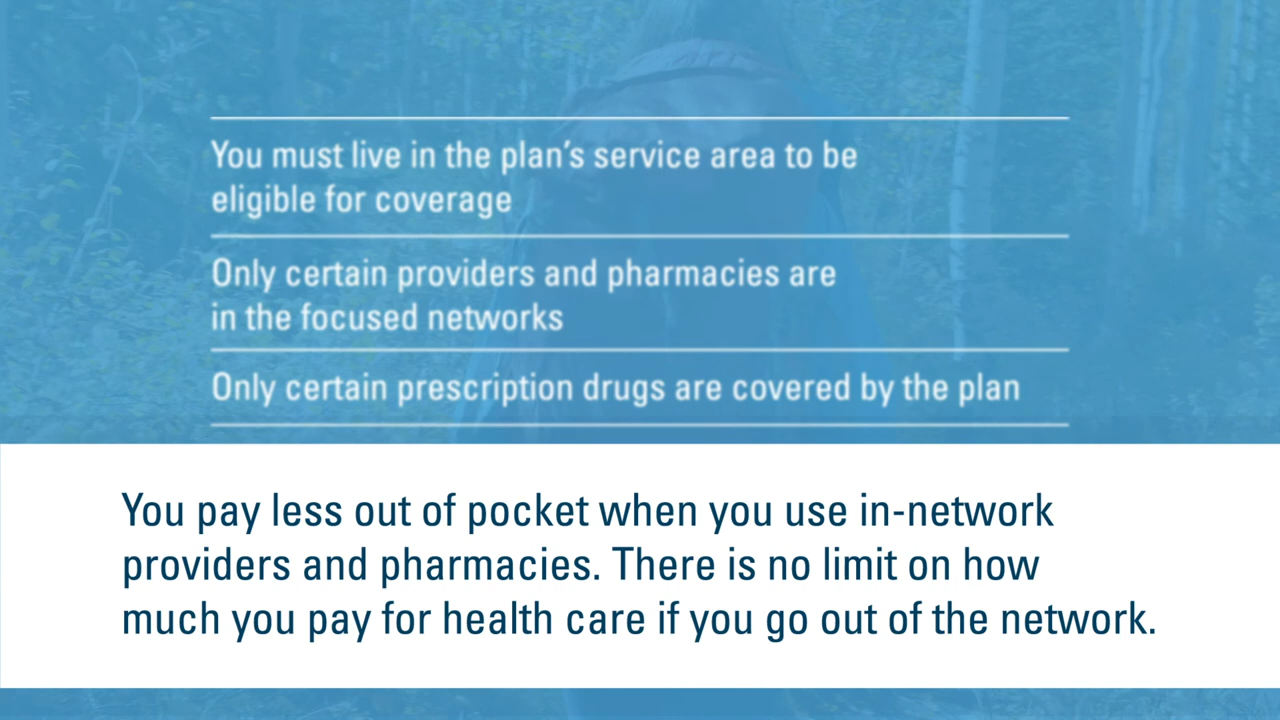 You must live in the plan's service area to be
eligible for coverage
Only certain providers and pharmacies are
in the focused networks
Only certain prescription drugs are covered by the plan
You pay less out of pocket when you use in-network
providers and pharmacies. There is no limit on how
much you pay for health care if you go out of the network.